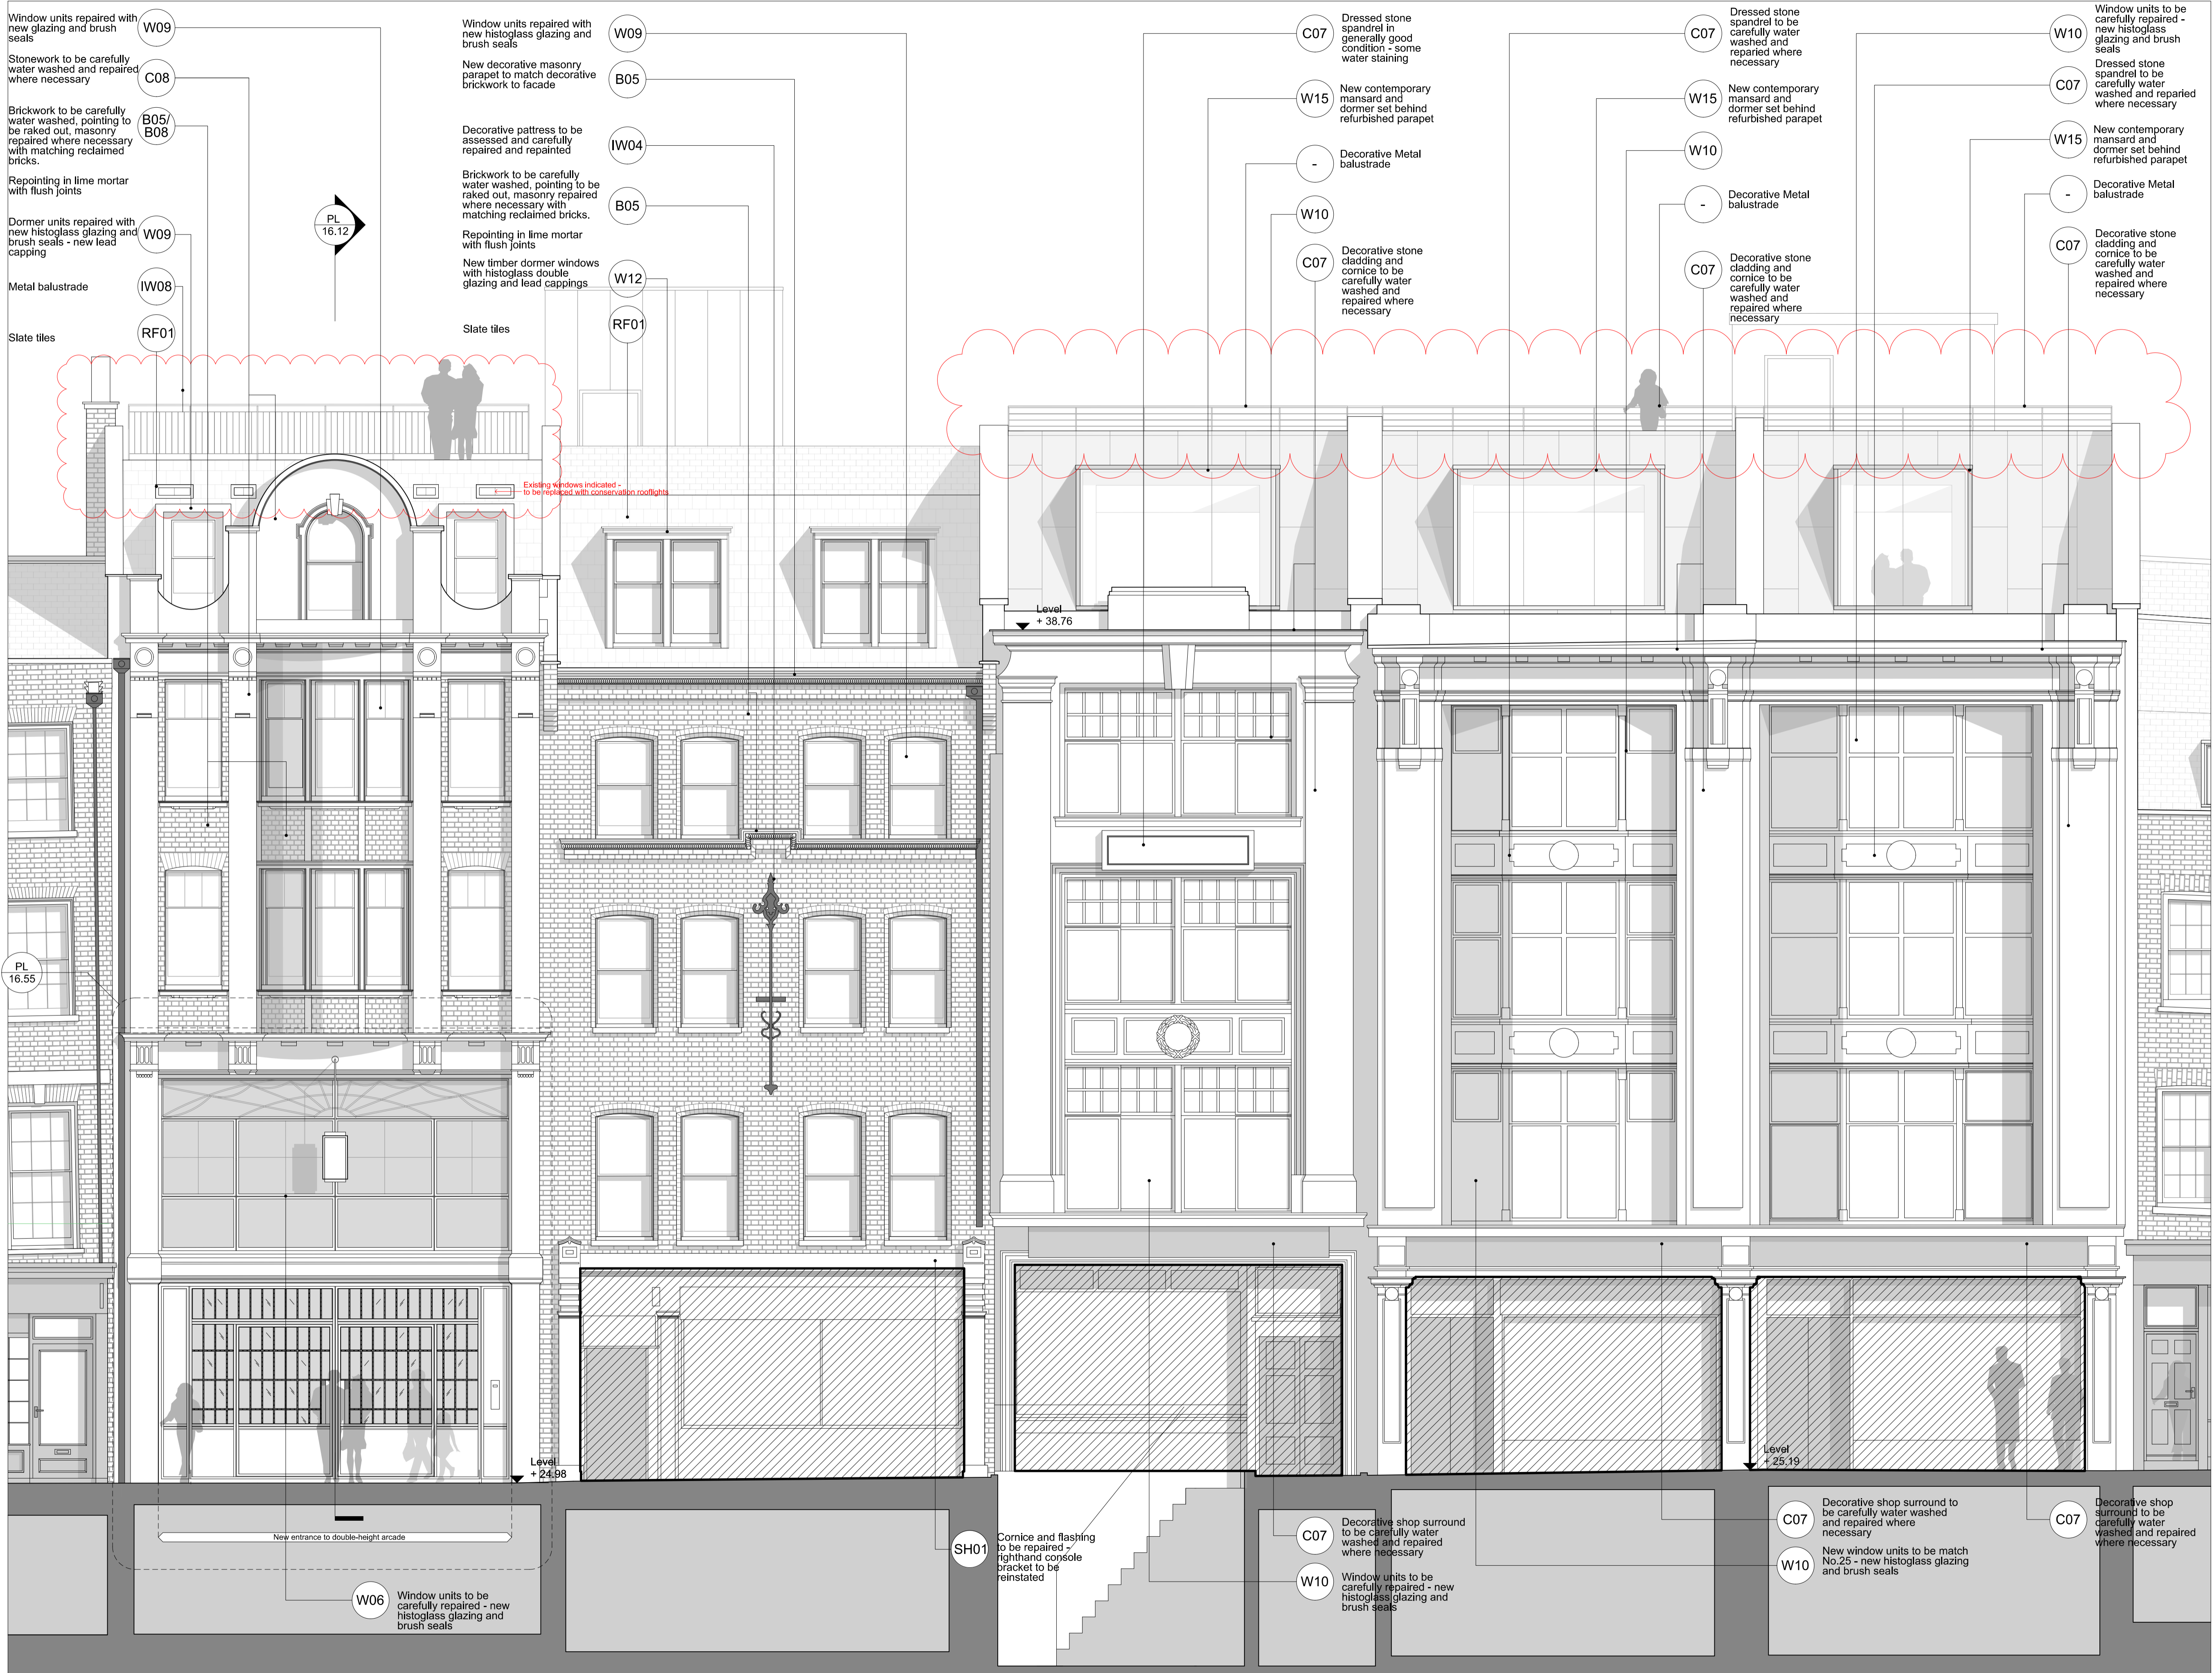 Window units repaired with
new glazing and brush
seals
W09
Stonework to be carefully
water washed and repaired
where necessary
C08
Brickwork to be carefully
water washed, pointing to
be raked out, masonry
repaired where necessary
with matching reclaimed
bricks.
B05/
B08
Repointing in lime mortar
with flush joints
Dormer units repaired with
new histoglass glazing and
brush seals - new lead
capping
W09
Metal balustrade
IW08
Slate tiles
RF01
PL
16.12
Window units repaired with
new histoglass glazing and
brush seals
W09
New decorative masonry
parapet to match decorative
brickwork to facade
B05
Decorative pattress to be
assessed and carefully
repaired and repainted
IW04
Brickwork to be carefully
water washed, pointing to be
raked out, masonry repaired
where necessary with
matching reclaimed bricks.
B05
Repointing in lime mortar
with flush joints
New timber dormer windows
with histoglass double
glazing and lead cappings
W12
Slate tiles
RF01
C07
Dressed stone
spandrel in
generally good
condition - some
water staining
W15
New contemporary
mansard and
dormer set behind
refurbished parapet
-
Decorative Metal
balustrade
W10
C07
Decorative stone
cladding and
cornice to be
carefully water
washed and
repaired where
necessary
C07
Dressed stone
spandrel to be
carefully water
washed and
reparied where
necessary
W15
New contemporary
mansard and
dormer set behind
refurbished parapet
W10
-
Decorative Metal
balustrade
C07
Decorative stone
cladding and
cornice to be
carefully water
washed and
repaired where
necessary
W10
Window units to be
carefully repaired -
new histoglass
glazing and brush
seals
C07
Dressed stone
spandrel to be
carefully water
washed and reparied
where necessary
W15
New contemporary
mansard and
dormer set behind
refurbished parapet
-
Decorative Metal
balustrade
C07
Decorative stone
cladding and
cornice to be
carefully water
washed and
repaired where
necessary
Existing windows indicated -
to be replaced with conservation rooflights
Level
+ 38.76
PL
16.55
Level
+ 24.98
Level
+ 25.19
New entrance to double-height arcade
W06
Window units to be
carefully repaired - new
histoglass glazing and
brush seals
SH01
Cornice and flashing
to be repaired -
righthand console
bracket to be
reinstated
C07
Decorative shop surround
to be carefully water
washed and repaired
where necessary
W10
Window units to be
carefully repaired - new
histoglass glazing and
brush seals
C07
Decorative shop surround to
be carefully water washed
and repaired where
necessary
W10
New window units to be match
No.25 - new histoglass glazing
and brush seals
C07
Decorative shop
surround to be
carefully water
washed and repaired
where necessary